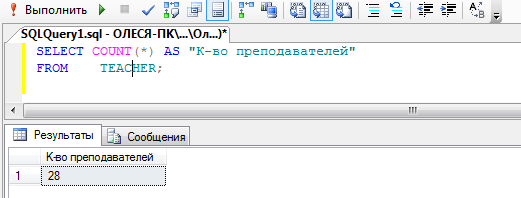 Выполнить
SQLQuery1.sql - ОЛЕСЯ-ПК\...\Ол...)*
SELECT COUNT(*) AS "К-во преподавателей"
FROM TEACHER;
Результаты Сообщения
К-во преподавателей
1 28